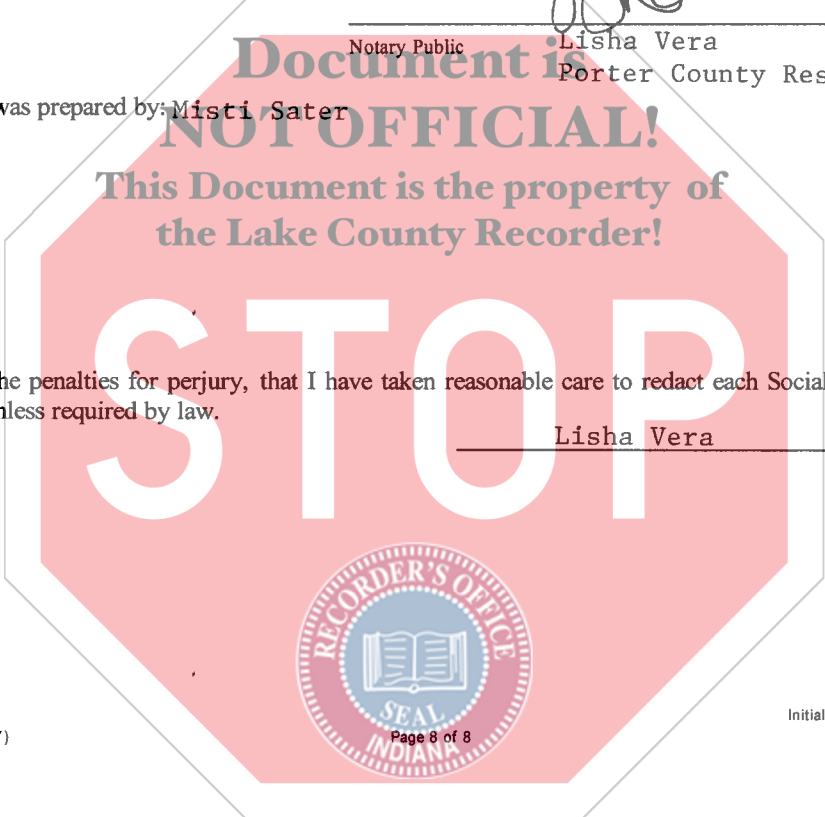 Notary Public
Lisha Vera
Document is
Porter County Res
was prepared by: Misti Sater
NOT OFFICIAL!
This Document is the property of
the Lake County Recorder!
STOP
he penalties for perjury, that I have taken reasonable care to redact each Social
nless required by law.
Lisha Vera
RECORDER'S OFFICE
SEAL
INDIANA
Initial
)
Page 8 of 8